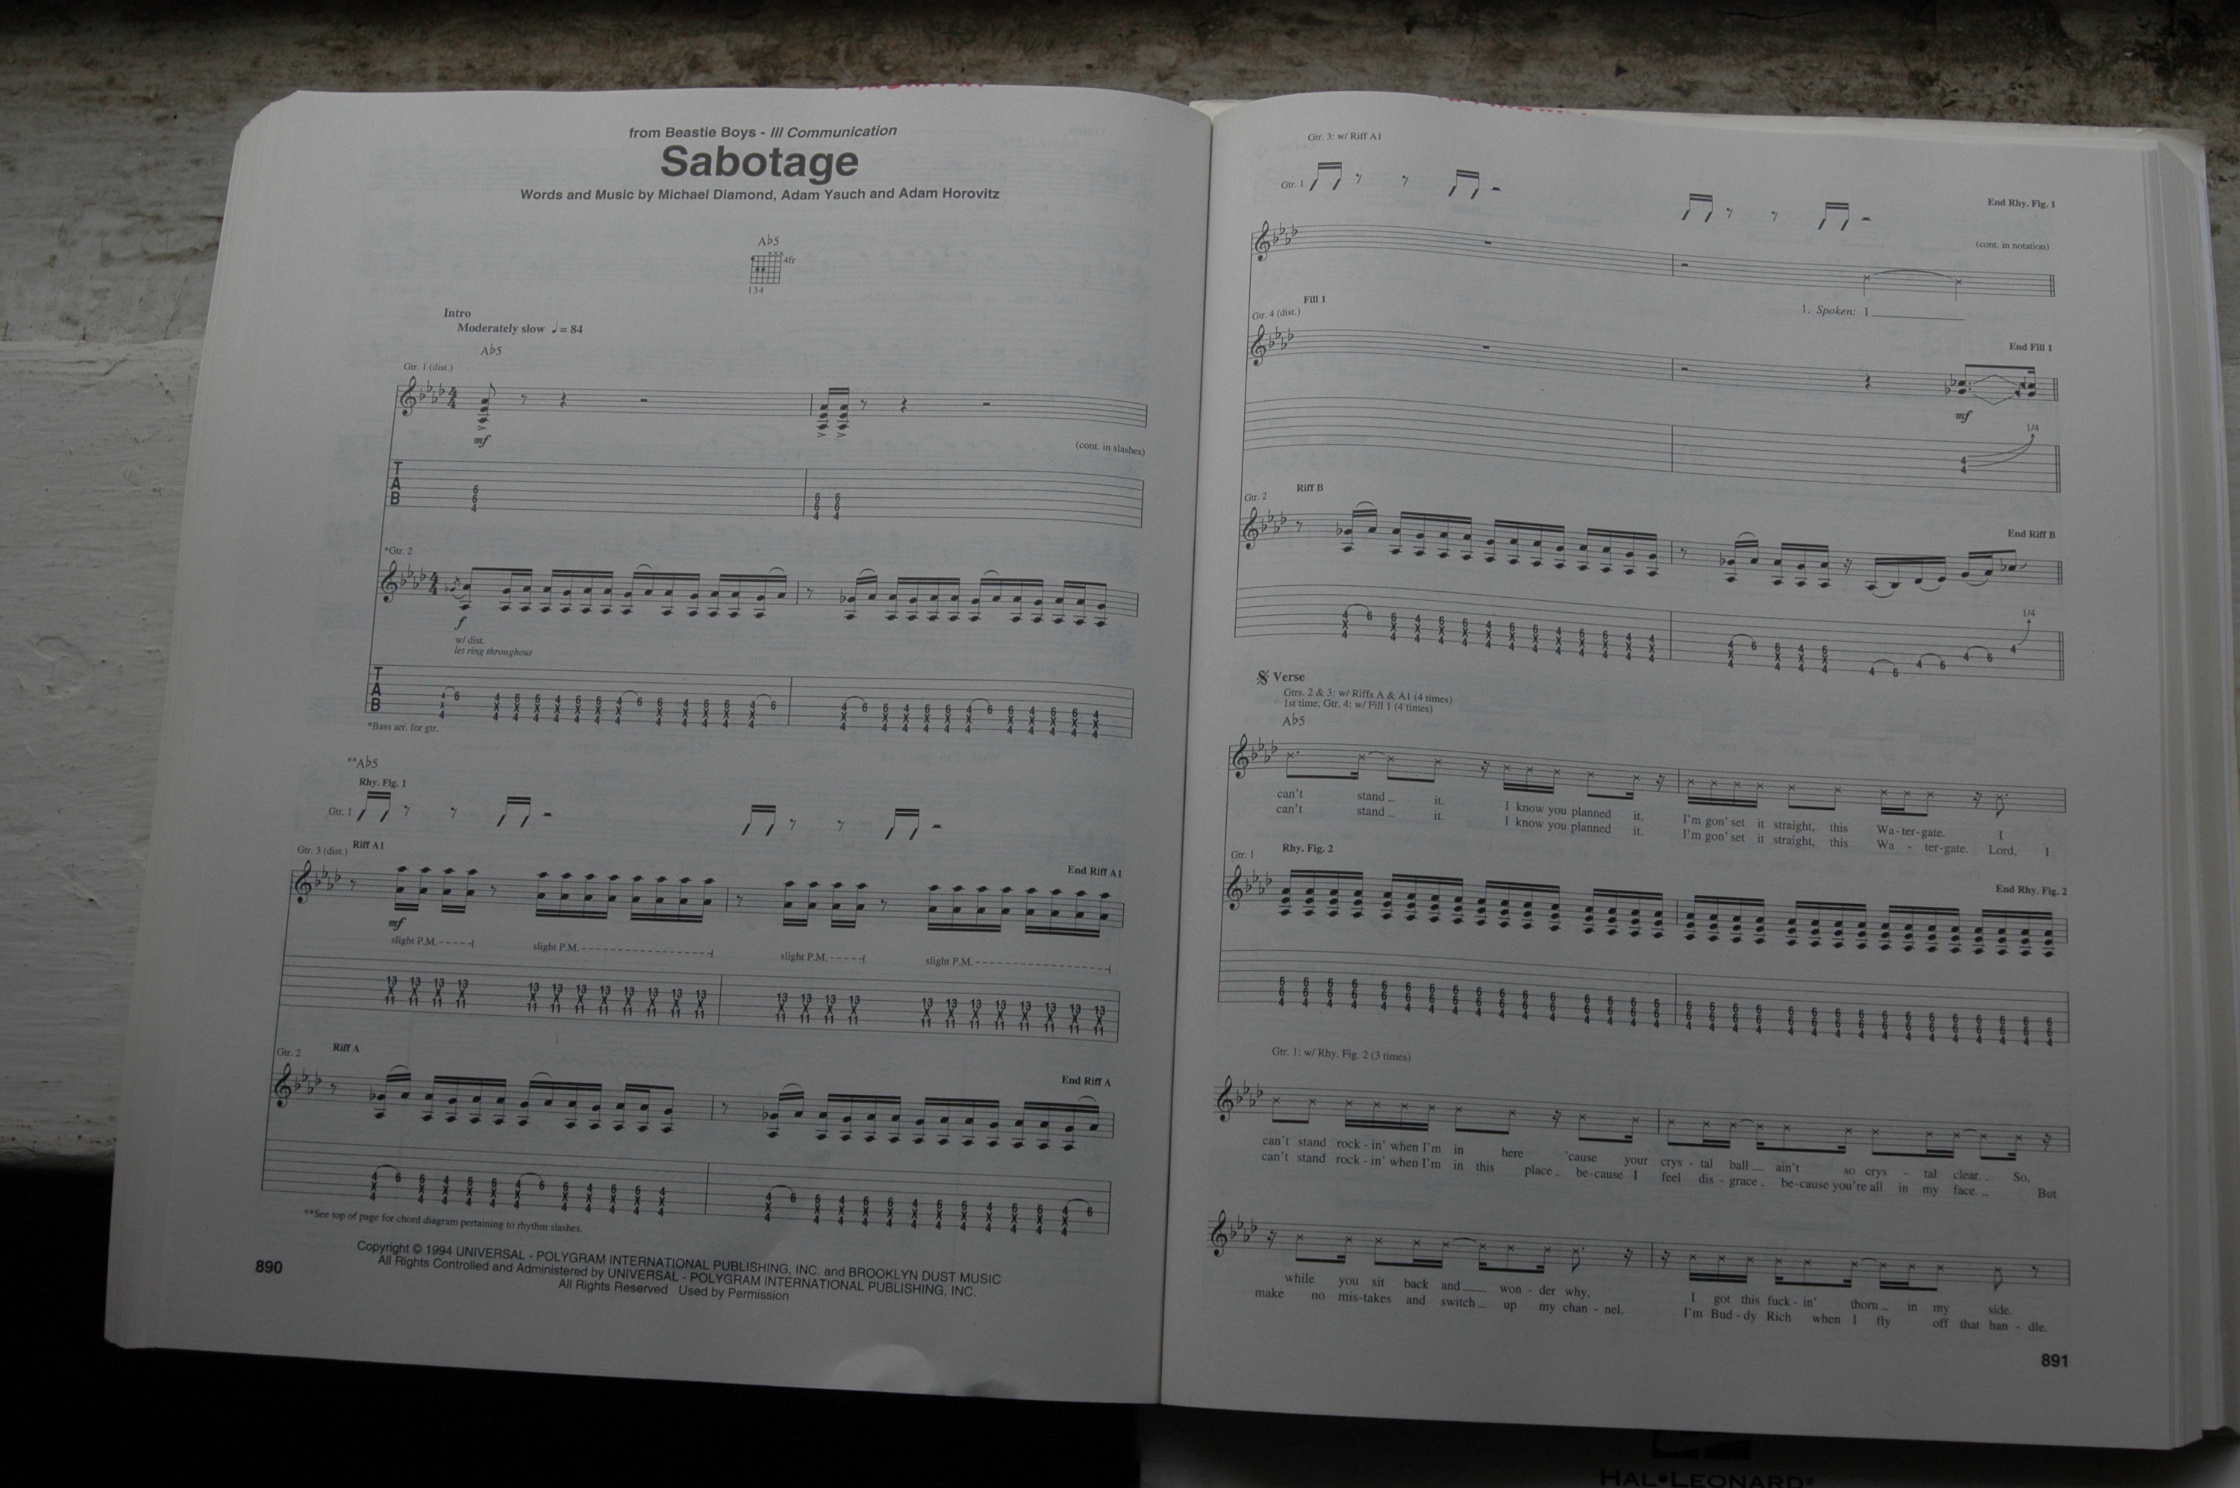 from Beastie Boys - Ill Communication
Sabotage
Words and Music by Michael Diamond, Adam Yauch and Adam Horovitz
A♭5
4fr
134
Intro
Moderately slow ♩ = 84
A♭5
Gtr. 1 (dist.)
mf
(cont. in slashes)
*Gtr. 2
f
w/ dist.
let ring throughout
*Bass arr. for gtr.
**A♭5
Rhy. Fig. 1
Gtr. 1
Gtr. 3 (dist.) Riff A1
End Riff A1
mf
slight P.M. slight P.M. slight P.M. slight P.M.
Gtr. 2 Riff A
End Riff A
**See top of page for chord diagram pertaining to rhythm slashes.
Copyright © 1994 UNIVERSAL - POLYGRAM INTERNATIONAL PUBLISHING, INC. and BROOKLYN DUST MUSIC
All Rights Controlled and Administered by UNIVERSAL - POLYGRAM INTERNATIONAL PUBLISHING, INC.
All Rights Reserved Used by Permission
890
Gtr. 3: w/ Riff A1
Gtr. 1
End Rhy. Fig. 1
(cont. in notation)
1. Spoken: I
Fill 1
Gtr. 4 (dist.)
End Fill 1
mf
1/4
Riff B
Gtr. 2
End Riff B
1/4
Verse
Gtrs. 2 & 3: w/ Riffs A & A1 (4 times)
1st time, Gtr. 4: w/ Fill 1 (4 times)
A♭5
can't stand _ it. I know you planned it. I'm gon' set it straight, this Wa - ter - gate. I
can't stand _ it. I know you planned it. I'm gon' set it straight, this Wa - ter - gate. Lord, I
Gtr. 1 Rhy. Fig. 2
End Rhy. Fig. 2
Gtr. 1: w/ Rhy. Fig. 2 (3 times)
can't stand rock - in' when I'm in here 'cause your crys - tal ball _ ain't so crys - tal clear. _ So,
can't stand rock - in' when I'm in this place _ be - cause I feel dis - grace _ be - cause you're all in my face. _ But
while you sit back and _ won - der why, I got this fuck - in' thorn _ in my side.
make no mis - takes and switch _ up my chan - nel. I'm Bud - dy Rich when I fly off that han - dle.
891
HAL•LEONARD®